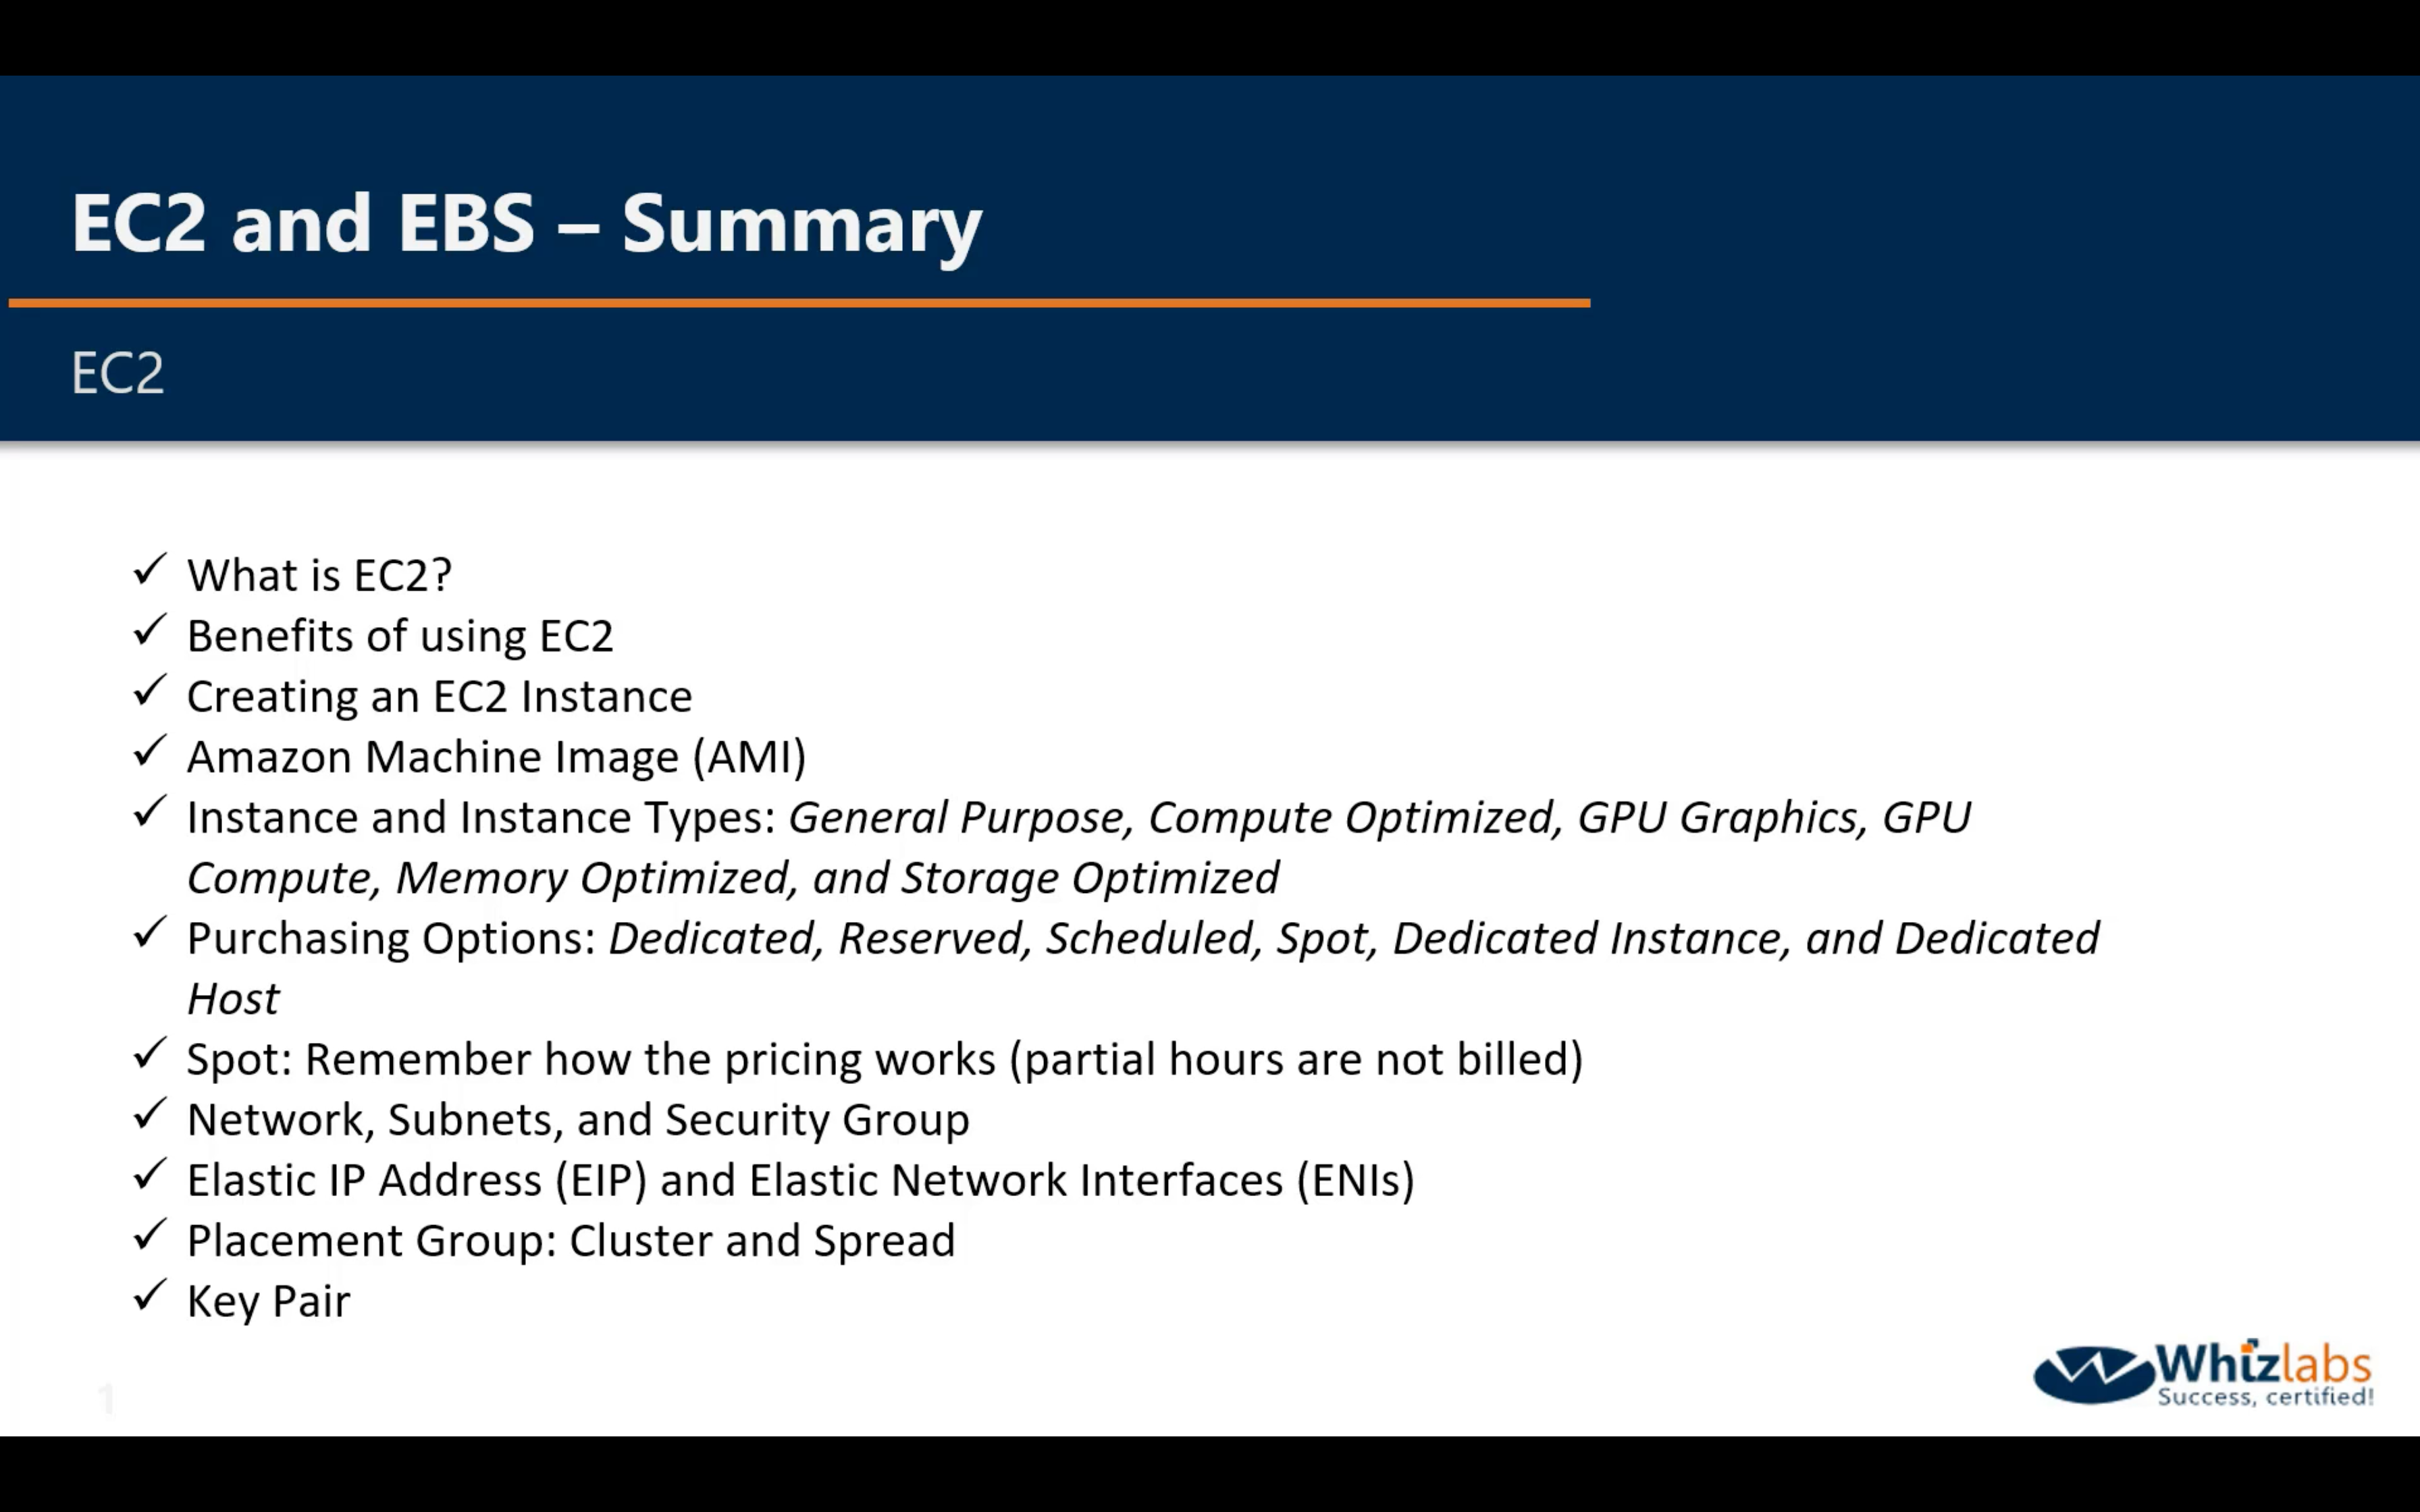 EC2 and EBS – Summary
EC2
✓ What is EC2?
✓ Benefits of using EC2
✓ Creating an EC2 Instance
✓ Amazon Machine Image (AMI)
✓ Instance and Instance Types: General Purpose, Compute Optimized, GPU Graphics, GPU
Compute, Memory Optimized, and Storage Optimized
✓ Purchasing Options: Dedicated, Reserved, Scheduled, Spot, Dedicated Instance, and Dedicated
Host
✓ Spot: Remember how the pricing works (partial hours are not billed)
✓ Network, Subnets, and Security Group
✓ Elastic IP Address (EIP) and Elastic Network Interfaces (ENIs)
✓ Placement Group: Cluster and Spread
✓ Key Pair
1
Whizlabs
Success, certified!